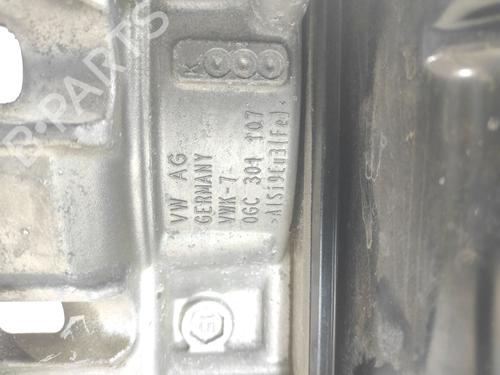 K
VW AG
GERMANY
VWK-7
0GC 301 107
>AlSi9Cu3(Fe)<
B-PARTS